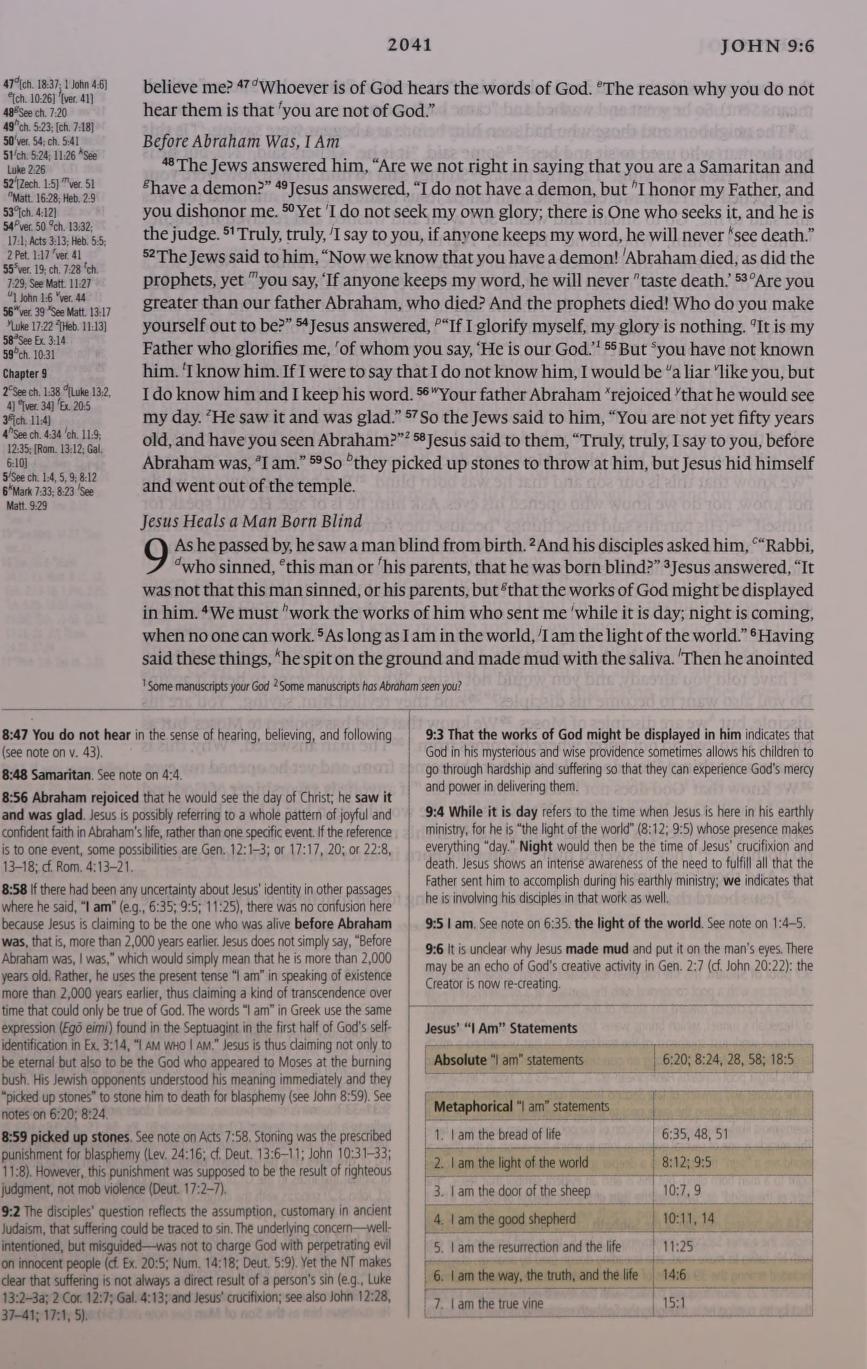 2041
JOHN 9:6
47 d[ch. 18:37; 1 John 4:6]
e[ch. 10:26] f[ver. 41]
48 gSee ch. 7:20
49 hch. 5:23; [ch. 7:18]
50 iver. 54; ch. 5:41
51 jch. 5:24; 11:26 kSee
Luke 2:26
52 l[Zech. 1:5] mver. 51
nMatt. 16:28; Heb. 2:9
53 o[ch. 4:12]
54 pver. 50 qch. 13:32;
17:1; Acts 3:13; Heb. 5:5;
2 Pet. 1:17 rver. 41
55 sver. 19; ch. 7:28 tch.
7:29; See Matt. 11:27
u1 John 1:6 vver. 44
56 wver. 39 xSee Matt. 13:17
yLuke 17:22 z[Heb. 11:13]
58 aSee Ex. 3:14
59 bch. 10:31
Chapter 9
2 cSee ch. 1:38 d[Luke 13:2,
4] e[ver. 34] fEx. 20:5
3 g[ch. 11:4]
4 hSee ch. 4:34 ich. 11:9;
12:35; [Rom. 13:12; Gal.
6:10]
5 jSee ch. 1:4, 5, 9; 8:12
6 kMark 7:33; 8:23 lSee
Matt. 9:29
believe me? 47 dWhoever is of God hears the words of God. eThe reason why you do not
hear them is that fyou are not of God.”
Before Abraham Was, I Am
48 The Jews answered him, “Are we not right in saying that you are a Samaritan and
ghave a demon?” 49 Jesus answered, “I do not have a demon, but hI honor my Father, and
you dishonor me. 50 Yet iI do not seek my own glory; there is One who seeks it, and he is
the judge. 51 Truly, truly, jI say to you, if anyone keeps my word, he will never ksee death.”
52 The Jews said to him, “Now we know that you have a demon! lAbraham died, as did the
prophets, yet myou say, ‘If anyone keeps my word, he will never ntaste death.’ 53 oAre you
greater than our father Abraham, who died? And the prophets died! Who do you make
yourself out to be?” 54 Jesus answered, p“If I glorify myself, my glory is nothing. qIt is my
Father who glorifies me, rof whom you say, ‘He is our God.’1 55 But syou have not known
him. tI know him. If I were to say that I do not know him, I would be ua liar vlike you, but
I do know him and I keep his word. 56 wYour father Abraham xrejoiced ythat he would see
my day. zHe saw it and was glad.” 57 So the Jews said to him, “You are not yet fifty years
old, and have you seen Abraham?”2 58 Jesus said to them, “Truly, truly, I say to you, before
Abraham was, aI am.” 59 So bthey picked up stones to throw at him, but Jesus hid himself
and went out of the temple.
Jesus Heals a Man Born Blind
9 As he passed by, he saw a man blind from birth. 2 And his disciples asked him, c“Rabbi,
dwho sinned, ethis man or fhis parents, that he was born blind?” 3 Jesus answered, “It
was not that this man sinned, or his parents, but gthat the works of God might be displayed
in him. 4 We must hwork the works of him who sent me iwhile it is day; night is coming,
when no one can work. 5 As long as I am in the world, jI am the light of the world.” 6 Having
said these things, khe spit on the ground and made mud with the saliva. lThen he anointed
1 Some manuscripts your God 2 Some manuscripts has Abraham seen you?
8:47 You do not hear in the sense of hearing, believing, and following
(see note on v. 43).
8:48 Samaritan. See note on 4:4.
8:56 Abraham rejoiced that he would see the day of Christ; he saw it
and was glad. Jesus is possibly referring to a whole pattern of joyful and
confident faith in Abraham's life, rather than one specific event. If the reference
is to one event, some possibilities are Gen. 12:1–3; or 17:17, 20; or 22:8,
13–18; cf. Rom. 4:13–21.
8:58 If there had been any uncertainty about Jesus' identity in other passages
where he said, “I am” (e.g., 6:35; 9:5; 11:25), there was no confusion here
because Jesus is claiming to be the one who was alive before Abraham
was, that is, more than 2,000 years earlier. Jesus does not simply say, “Before
Abraham was, I was,” which would simply mean that he is more than 2,000
years old. Rather, he uses the present tense “I am” in speaking of existence
more than 2,000 years earlier, thus claiming a kind of transcendence over
time that could only be true of God. The words “I am” in Greek use the same
expression (Egō eimi) found in the Septuagint in the first half of God's self-
identification in Ex. 3:14, “I AM WHO I AM.” Jesus is thus claiming not only to
be eternal but also to be the God who appeared to Moses at the burning
bush. His Jewish opponents understood his meaning immediately and they
“picked up stones” to stone him to death for blasphemy (see John 8:59). See
notes on 6:20; 8:24.
8:59 picked up stones. See note on Acts 7:58. Stoning was the prescribed
punishment for blasphemy (Lev. 24:16; cf. Deut. 13:6–11; John 10:31–33;
11:8). However, this punishment was supposed to be the result of righteous
judgment, not mob violence (Deut. 17:2–7).
9:2 The disciples' question reflects the assumption, customary in ancient
Judaism, that suffering could be traced to sin. The underlying concern—well-
intentioned, but misguided—was not to charge God with perpetrating evil
on innocent people (cf. Ex. 20:5; Num. 14:18; Deut. 5:9). Yet the NT makes
clear that suffering is not always a direct result of a person's sin (e.g., Luke
13:2–3a; 2 Cor. 12:7; Gal. 4:13; and Jesus' crucifixion; see also John 12:28,
37–41; 17:1, 5).
9:3 That the works of God might be displayed in him indicates that
God in his mysterious and wise providence sometimes allows his children to
go through hardship and suffering so that they can experience God's mercy
and power in delivering them.
9:4 While it is day refers to the time when Jesus is here in his earthly
ministry, for he is “the light of the world” (8:12; 9:5) whose presence makes
everything “day.” Night would then be the time of Jesus' crucifixion and
death. Jesus shows an intense awareness of the need to fulfill all that the
Father sent him to accomplish during his earthly ministry; we indicates that
he is involving his disciples in that work as well.
9:5 I am. See note on 6:35. the light of the world. See note on 1:4–5.
9:6 It is unclear why Jesus made mud and put it on the man's eyes. There
may be an echo of God's creative activity in Gen. 2:7 (cf. John 20:22): the
Creator is now re-creating.
Jesus' “I Am” Statements
Absolute “I am” statements 6:20; 8:24, 28, 58; 18:5
Metaphorical “I am” statements
1. I am the bread of life 6:35, 48, 51
2. I am the light of the world 8:12; 9:5
3. I am the door of the sheep 10:7, 9
4. I am the good shepherd 10:11, 14
5. I am the resurrection and the life 11:25
6. I am the way, the truth, and the life 14:6
7. I am the true vine 15:1